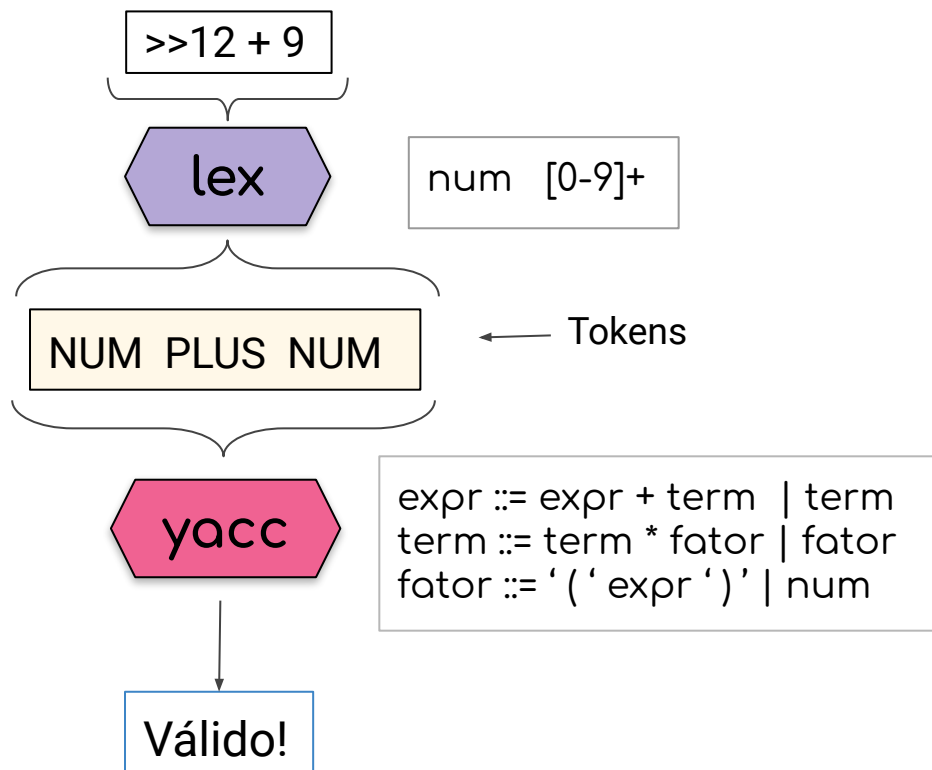 >>12 + 9
lex
num [0-9]+
NUM PLUS NUM
Tokens
yacc
expr ::= expr + term | term
term ::= term * fator | fator
fator ::= ‘ ( ‘ expr ‘ ) ’ | num
Válido!